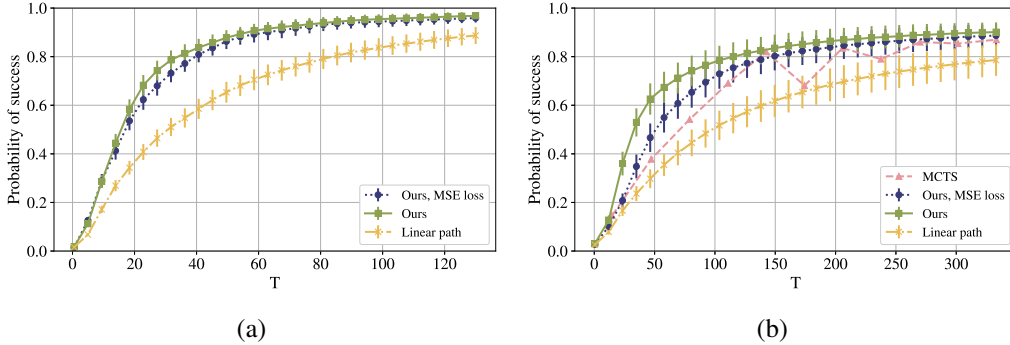 Probability of success
1.0
0.8
0.6
0.4
0.2
0.0
0 20 40 60 80 100 120
T
Ours, MSE loss
Ours
Linear path
(a)
Probability of success
1.0
0.8
0.6
0.4
0.2
0.0
0 50 100 150 200 250 300
T
MCTS
Ours, MSE loss
Ours
Linear path
(b)